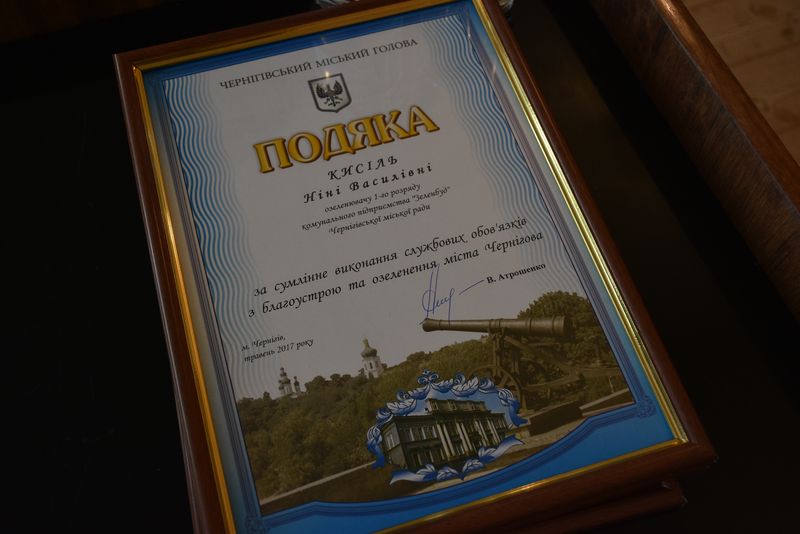 ЧЕРНІГІВСЬКИЙ МІСЬКИЙ ГОЛОВА
ПОДЯКА
КИСІЛЬ
Ніні Василівні
озеленювачу 1-го розряду
комунального підприємства "Зеленбуд"
Чернігівської міської ради
за сумлінне виконання службових обов'язків
з благоустрою та озеленення міста Чернігова
В. Атрошенко
м. Чернігів,
травень 2017 року